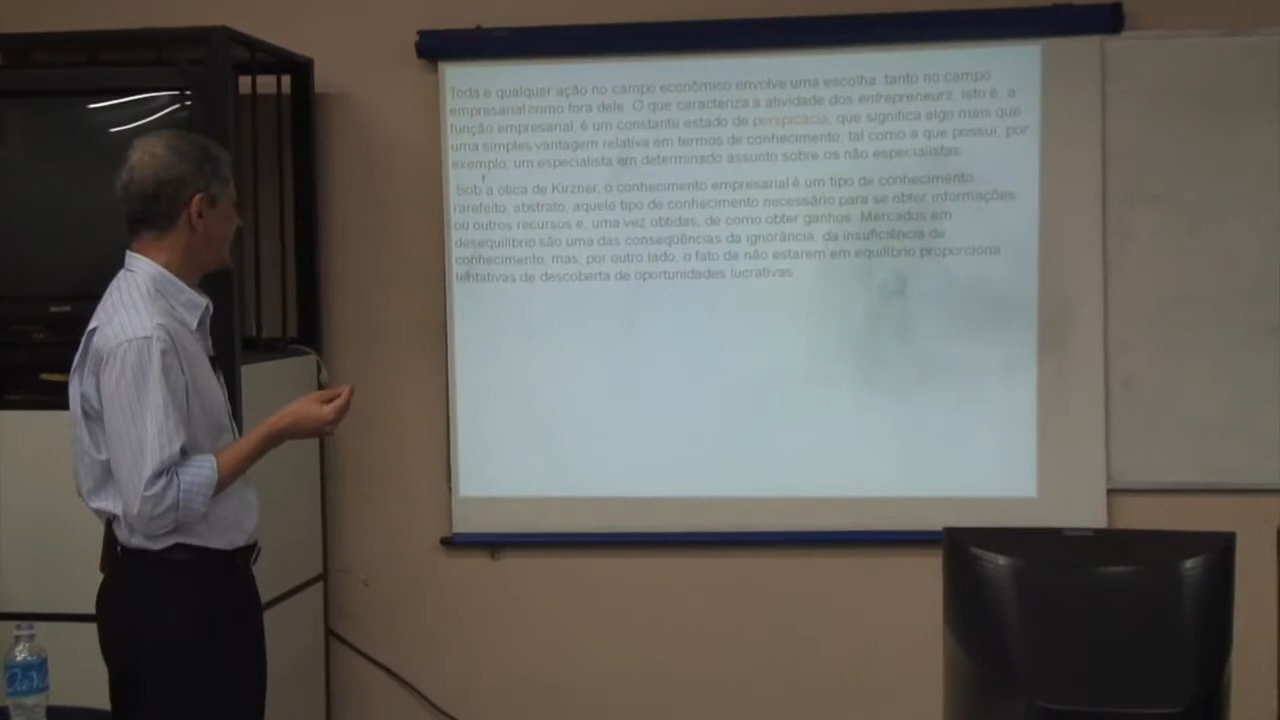 Toda e qualquer ação no campo econômico envolve uma escolha, tanto no campo
empresarial como fora dele. O que caracteriza a atividade dos entrepreneurs, isto é, a
função empresarial, é um constante estado de perspicácia, que significa algo mais que
uma simples vantagem relativa em termos de conhecimento, tal como a que possui, por
exemplo, um especialista em determinado assunto sobre os não especialistas.
Sob a ótica de Kirzner, o conhecimento empresarial é um tipo de conhecimento
rarefeito, abstrato, aquele tipo de conhecimento necessário para se obter informações
ou outros recursos e, uma vez obtidas, de como obter ganhos. Mercados em
desequilíbrio são uma das conseqüências da ignorância, da insuficiência de
conhecimento, mas, por outro lado, o fato de não estarem em equilíbrio proporciona
tentativas de descoberta de oportunidades lucrativas.